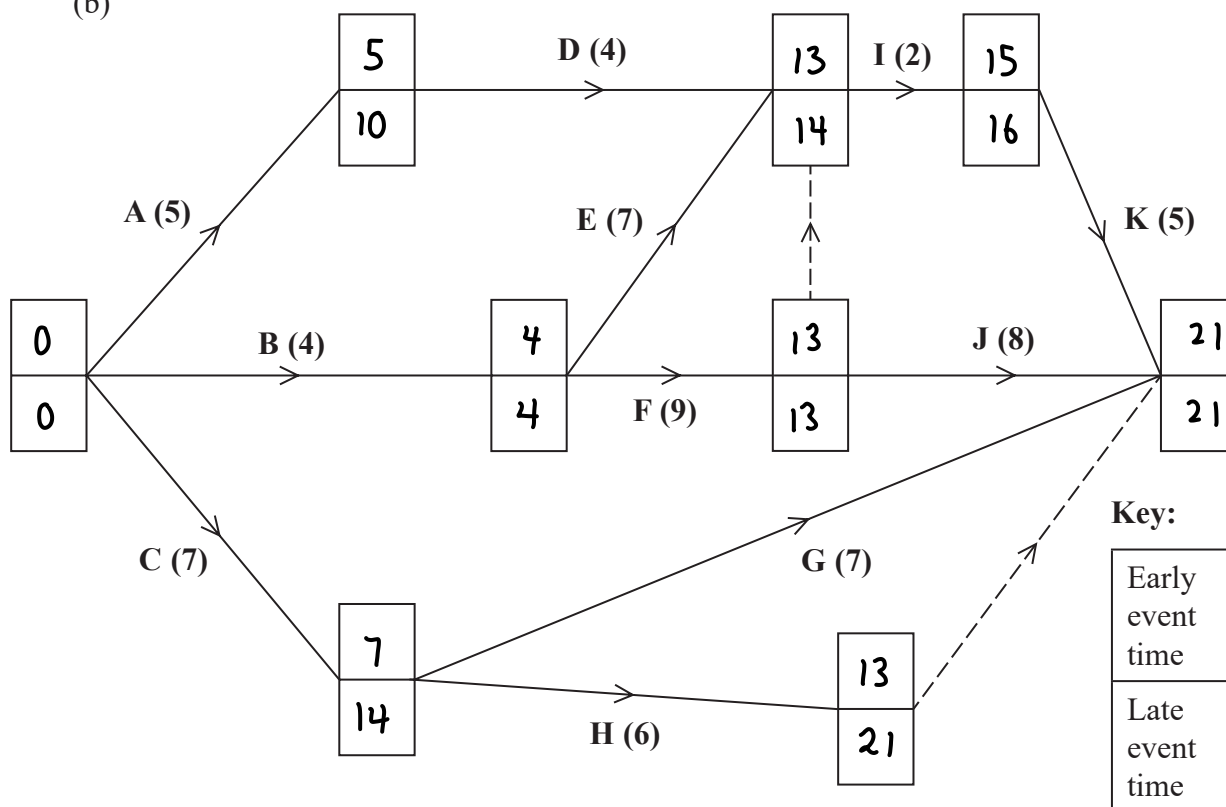 (b)
5
10
D (4)
13
14
I (2)
15
16
A (5)
E (7)
K (5)
0
0
B (4)
4
4
F (9)
13
13
J (8)
21
21
C (7)
G (7)
7
14
H (6)
13
21
Key:
Early
event
time
Late
event
time